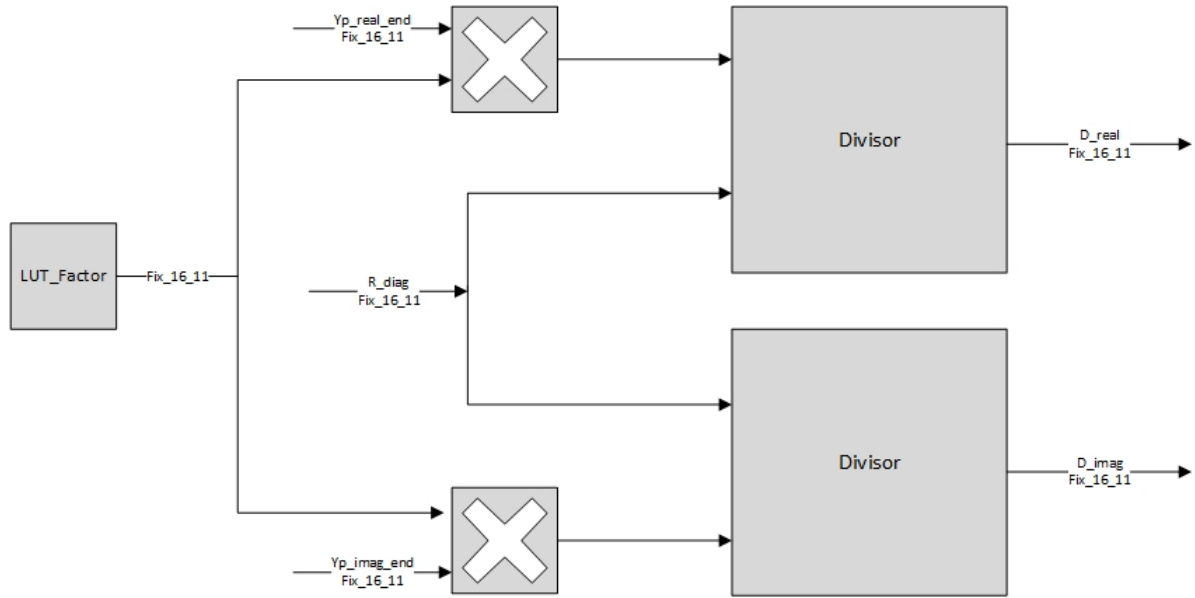 Yp_real_end
Fix_16_11
Divisor
D_real
Fix_16_11
LUT_Factor
Fix_16_11
R_diag
Fix_16_11
Divisor
D_imag
Fix_16_11
Yp_imag_end
Fix_16_11